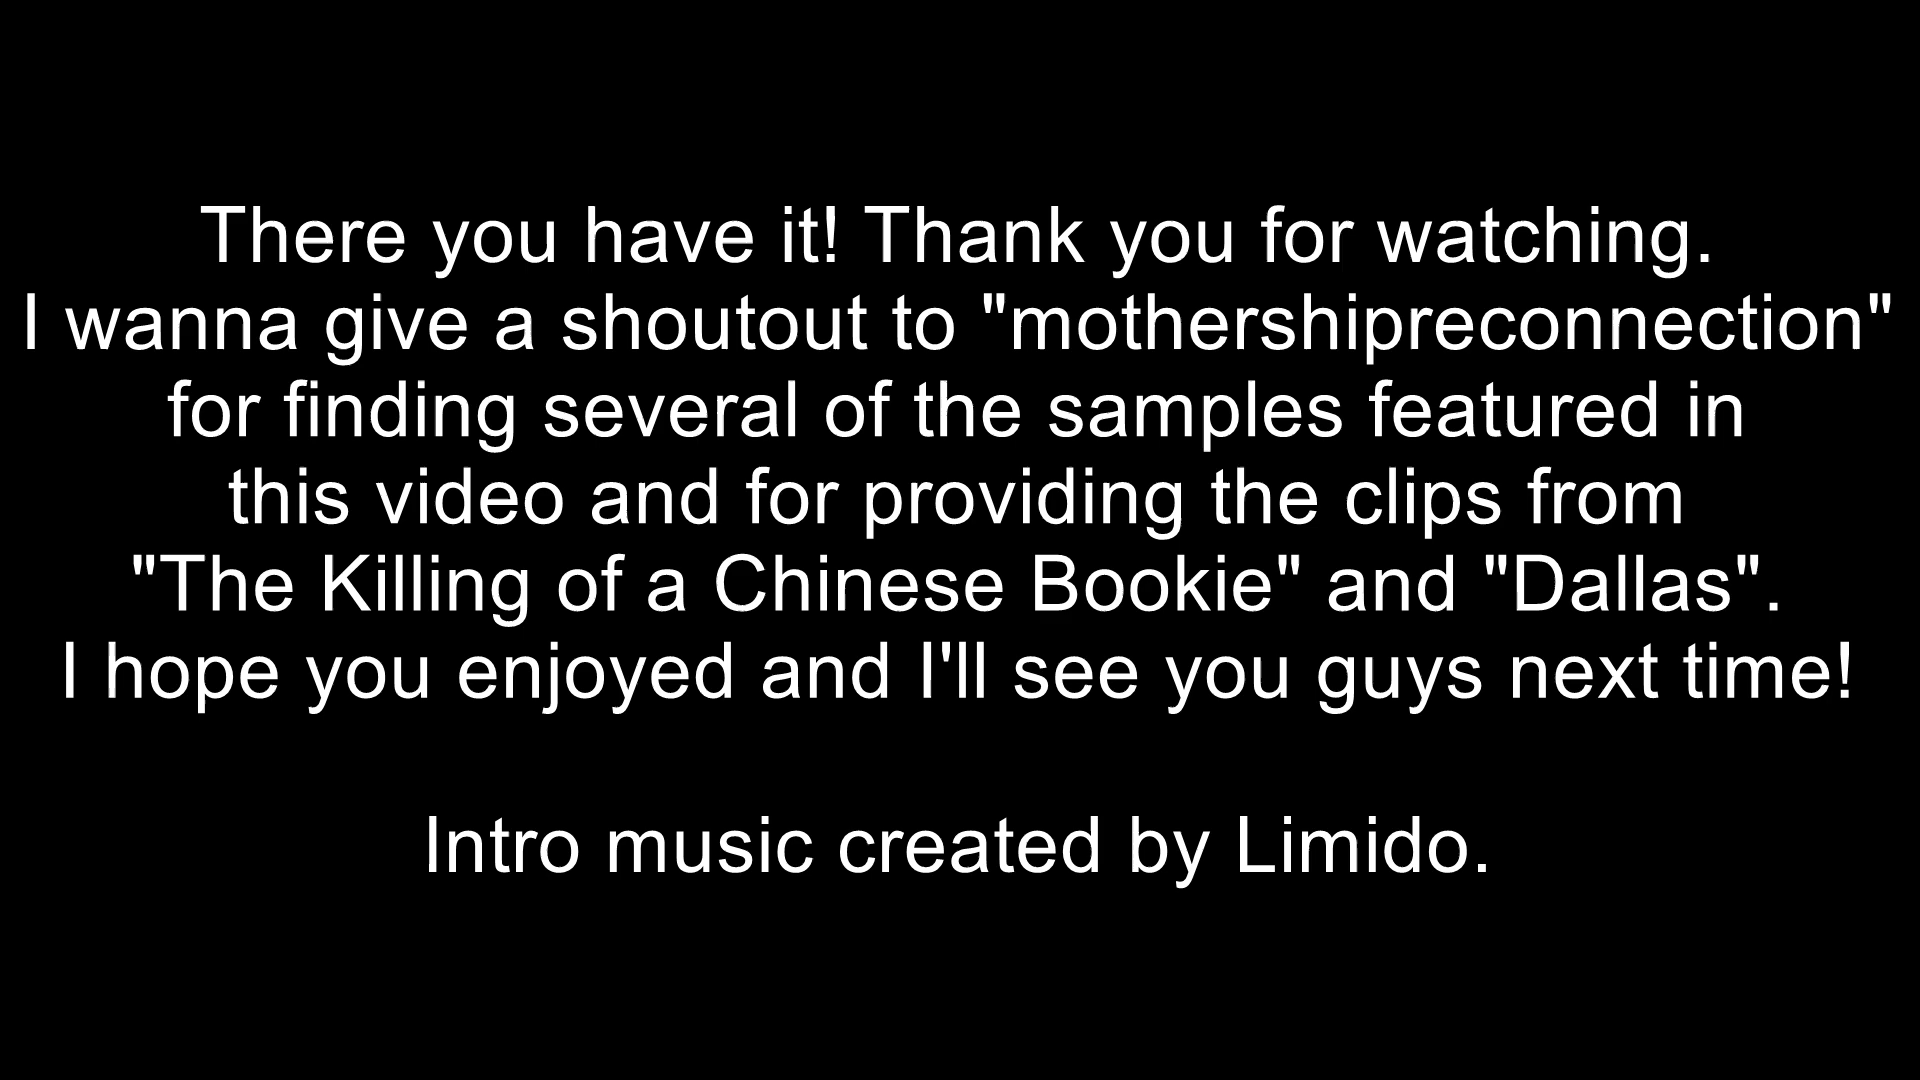 There you have it! Thank you for watching.
I wanna give a shoutout to "mothershipreconnection"
for finding several of the samples featured in
this video and for providing the clips from
"The Killing of a Chinese Bookie" and "Dallas".
I hope you enjoyed and I'll see you guys next time!
Intro music created by Limido.